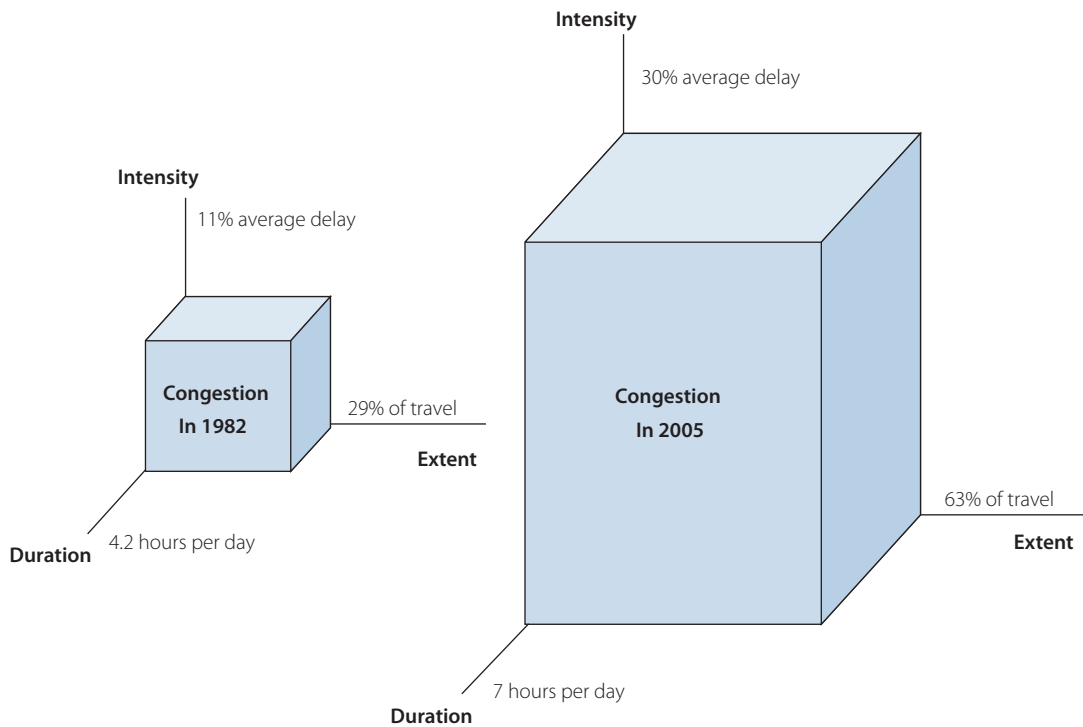 Intensity
11% average delay
Congestion
In 1982
29% of travel
Extent
4.2 hours per day
Duration
Intensity
30% average delay
Congestion
In 2005
63% of travel
Extent
7 hours per day
Duration